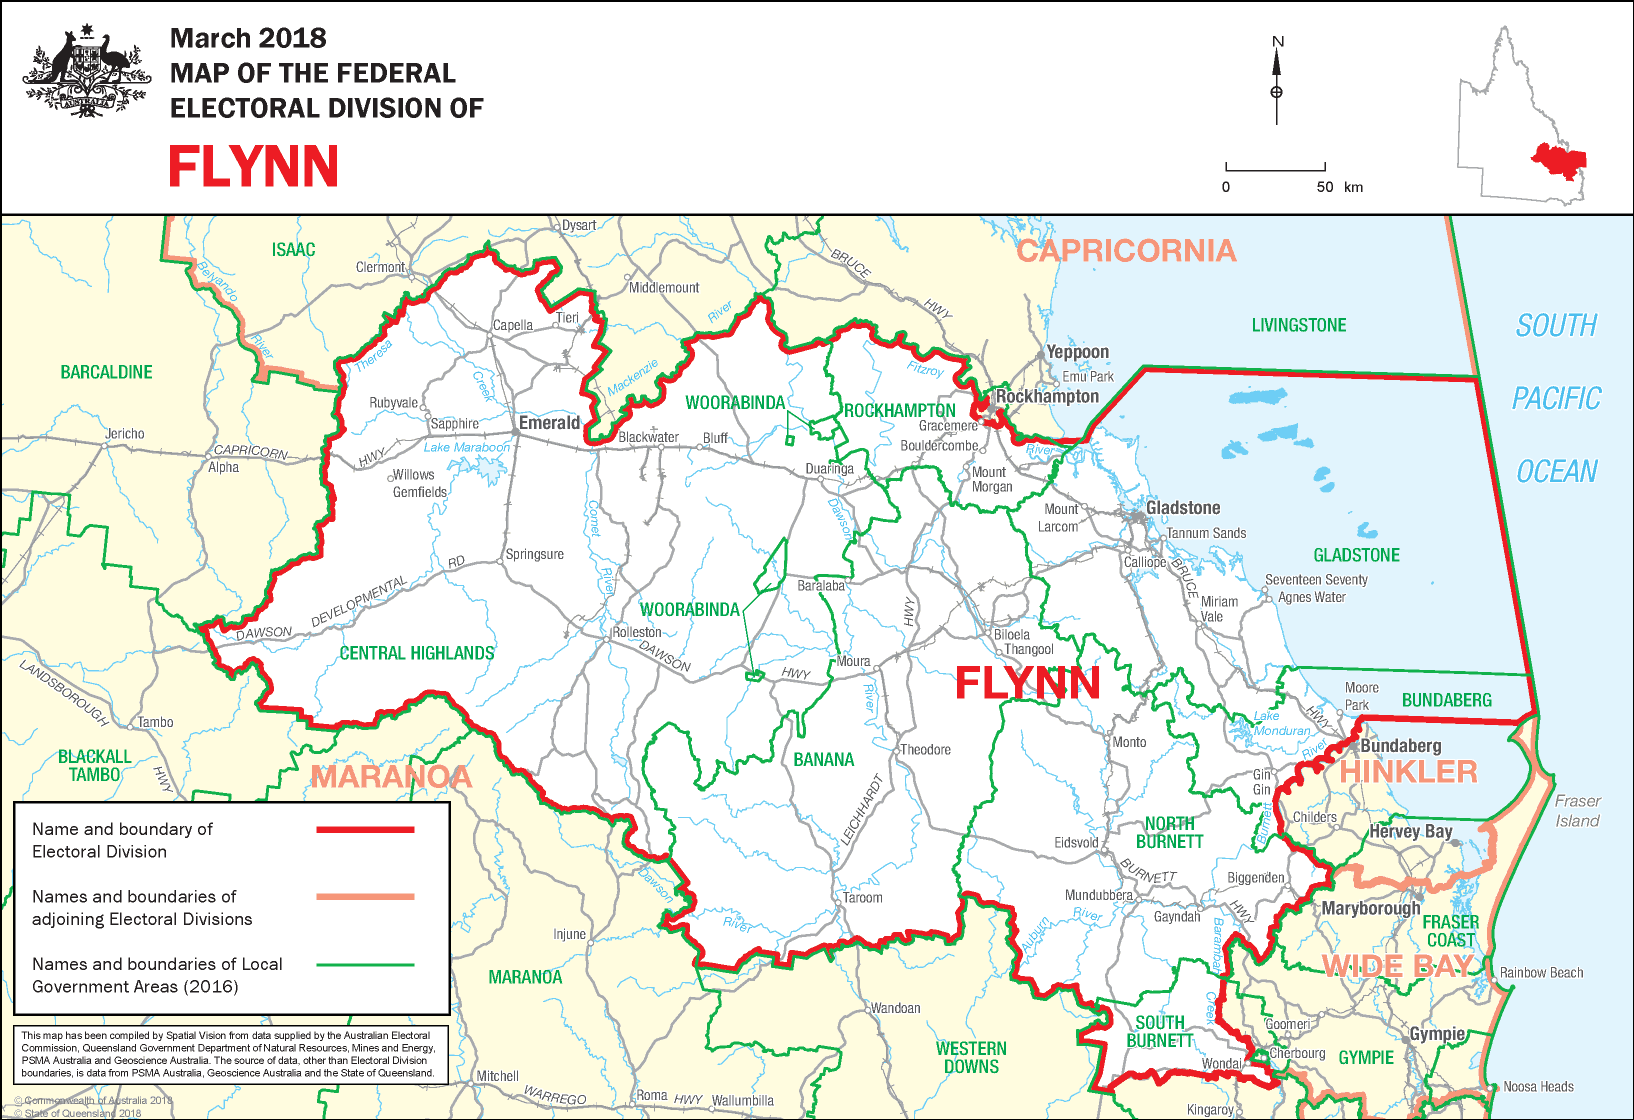 AUSTRALIA
March 2018
MAP OF THE FEDERAL
ELECTORAL DIVISION OF
FLYNN
N
0 50 km
Dysart
ISAAC
Clermont
Belyando
River
Middlemount
BRUCE
HWY
CAPRICORNIA
LIVINGSTONE
SOUTH
PACIFIC
OCEAN
Capella
Tieri
River
Mackenzie
Theresa
Creek
BARCALDINE
Fitzroy
Yeppoon
Emu Park
Rockhampton
Rubyvale
Sapphire
Emerald
WOORABINDA
ROCKHAMPTON
Gracemere
Bouldercombe
River
Jericho
CAPRICORN
HWY
Alpha
Lake Maraboon
Blackwater
Bluff
Duaringa
Mount
Morgan
Willows
Gemfields
Comet
River
Dawson
Mount
Larcom
Gladstone
Tannum Sands
Calliope
BRUCE
GLADSTONE
Springsure
DAWSON
DEVELOPMENTAL
RD
Baralaba
Seventeen Seventy
Agnes Water
Miriam
Vale
WOORABINDA
HWY
Rolleston
DAWSON
HWY
Biloela
Thangool
CENTRAL HIGHLANDS
Moura
River
FLYNN
LANDSBOROUGH
HWY
Tambo
Moore
Park
BUNDABERG
Lake
Monduran
HWY
River
Monto
Theodore
Bundaberg
HINKLER
BLACKALL
TAMBO
MARANOA
BANANA
Gin
Gin
Burnett
LEICHHARDT
Childers
Fraser
Island
Name and boundary of
Electoral Division
NORTH
BURNETT
Eidsvold
Hervey Bay
BURNETT
HWY
Biggenden
Names and boundaries of
adjoining Electoral Divisions
Dawson
River
Taroom
Mundubbera
River
Gayndah
Maryborough
FRASER
COAST
Injune
Auburn
Barambah
Creek
WIDE BAY
Names and boundaries of Local
Government Areas (2016)
MARANOA
Rainbow Beach
Wandoan
SOUTH
BURNETT
Goomeri
Gympie
This map has been compiled by Spatial Vision from data supplied by the Australian Electoral
Commission, Queensland Government Department of Natural Resources, Mines and Energy,
PSMA Australia and Geoscience Australia. The source of data, other than Electoral Division
boundaries, is data from PSMA Australia, Geoscience Australia and the State of Queensland.
WESTERN
DOWNS
Cherbourg
GYMPIE
Wondai
Mitchell
WARREGO
Roma
HWY
Wallumbilla
Noosa Heads
Kingaroy
© Commonwealth of Australia 2018
© State of Queensland 2018